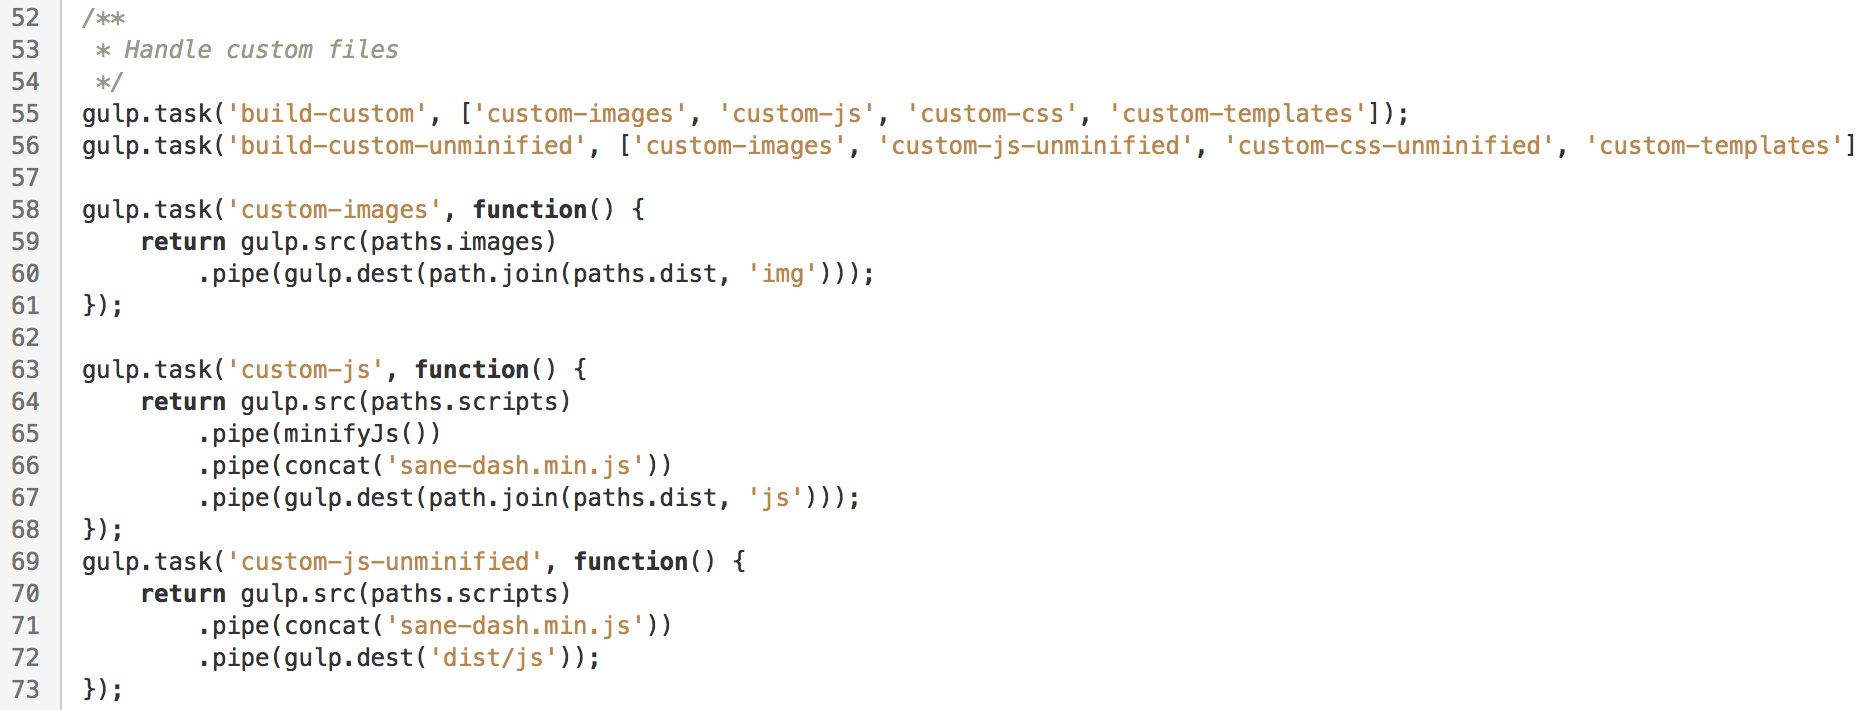 52 /**
53  * Handle custom files
54  */
55 gulp.task('build-custom', ['custom-images', 'custom-js', 'custom-css', 'custom-templates']);
56 gulp.task('build-custom-unminified', ['custom-images', 'custom-js-unminified', 'custom-css-unminified', 'custom-templates']
57
58 gulp.task('custom-images', function() {
59     return gulp.src(paths.images)
60         .pipe(gulp.dest(path.join(paths.dist, 'img')));
61 });
62
63 gulp.task('custom-js', function() {
64     return gulp.src(paths.scripts)
65         .pipe(minifyJs())
66         .pipe(concat('sane-dash.min.js'))
67         .pipe(gulp.dest(path.join(paths.dist, 'js')));
68 });
69 gulp.task('custom-js-unminified', function() {
70     return gulp.src(paths.scripts)
71         .pipe(concat('sane-dash.min.js'))
72         .pipe(gulp.dest('dist/js'));
73 });